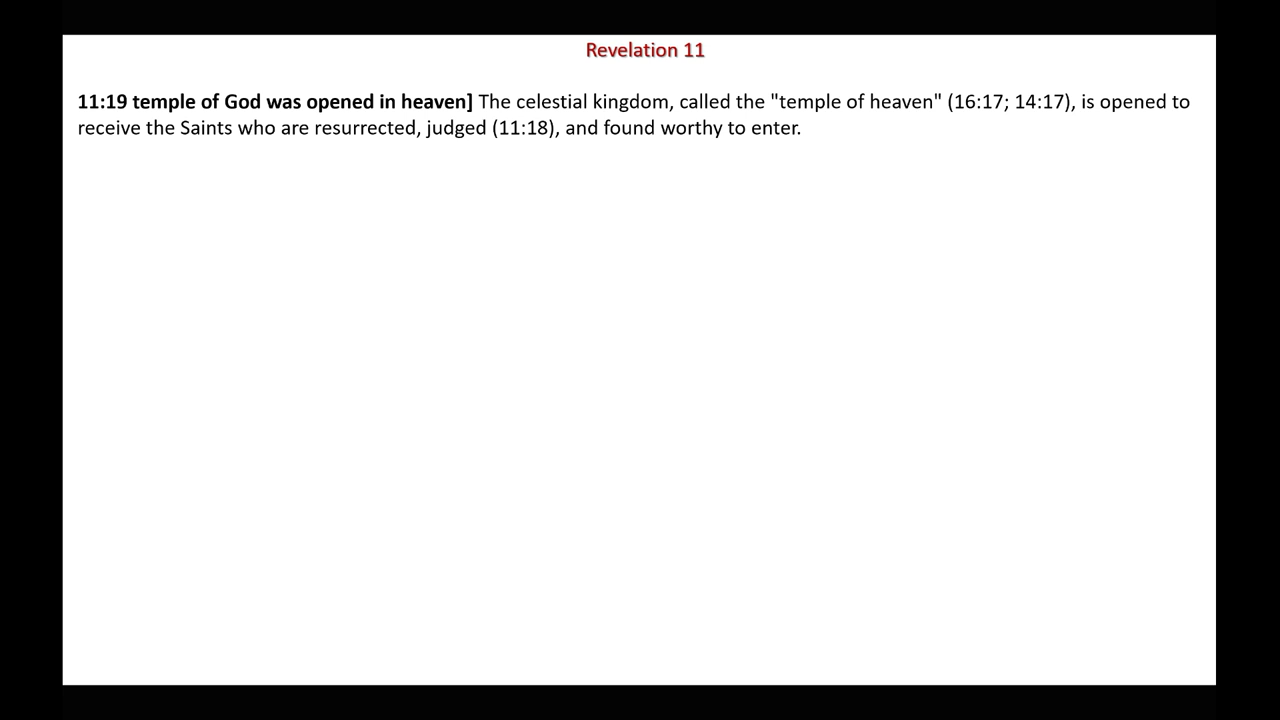 Revelation 11
11:19 temple of God was opened in heaven] The celestial kingdom, called the "temple of heaven" (16:17; 14:17), is opened to
receive the Saints who are resurrected, judged (11:18), and found worthy to enter.